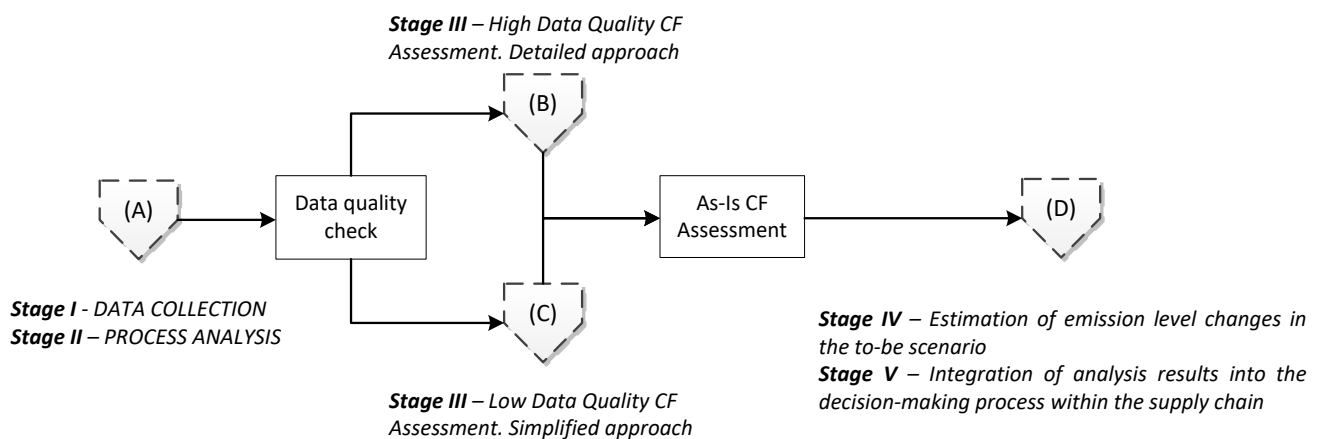 Stage III – High Data Quality CF
Assessment. Detailed approach
(B)
(A)
Data quality
check
As-Is CF
Assessment
(D)
(C)
Stage I - DATA COLLECTION
Stage II – PROCESS ANALYSIS
Stage IV – Estimation of emission level changes in
the to-be scenario
Stage V – Integration of analysis results into the
decision-making process within the supply chain
Stage III – Low Data Quality CF
Assessment. Simplified approach